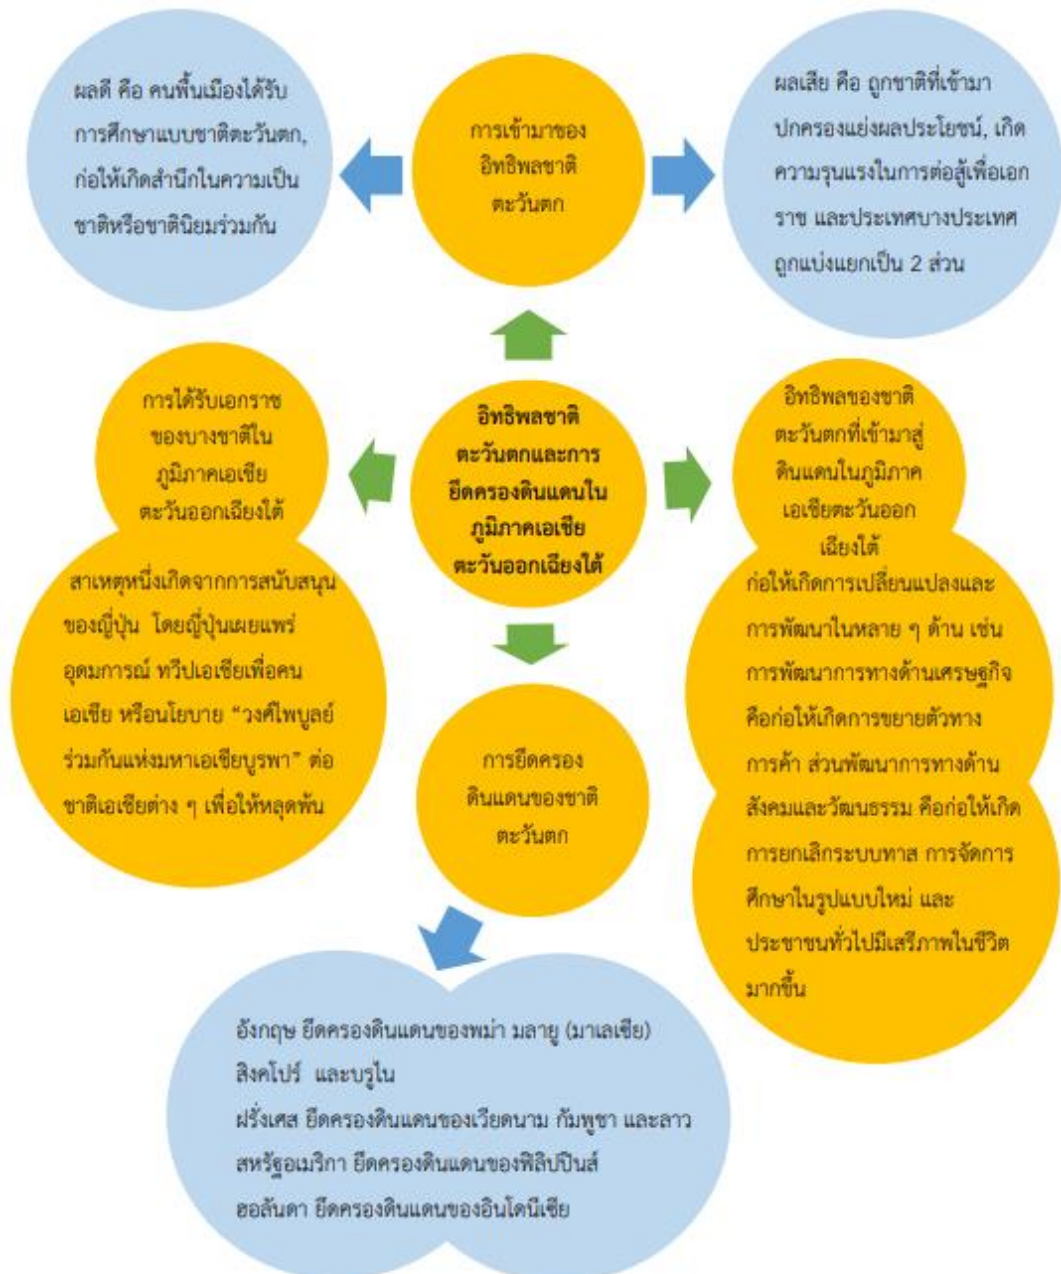 ผลดี คือ คนพื้นเมืองได้รับ
การศึกษาแบบชาติตะวันตก,
ก่อให้เกิดสำนึกในความเป็น
ชาติหรือชาตินิยมร่วมกัน
การเข้ามาของ
อิทธิพลชาติ
ตะวันตก
ผลเสีย คือ ถูกชาติที่เข้ามา
ปกครองแย่งผลประโยชน์, เกิด
ความรุนแรงในการต่อสู้เพื่อเอก
ราช และประเทศบางประเทศ
ถูกแบ่งแยกเป็น 2 ส่วน
การได้รับเอกราช
ของบางชาติใน
ภูมิภาคเอเชีย
ตะวันออกเฉียงใต้
สาเหตุหนึ่งเกิดจากการสนับสนุน
ของญี่ปุ่น โดยญี่ปุ่นเผยแพร่
อุดมการณ์ ทวีปเอเชียเพื่อคน
เอเชีย หรือนโยบาย “วงศ์ไพบูลย์
ร่วมกันแห่งมหาเอเชียบูรพา” ต่อ
ชาติเอเชียต่าง ๆ เพื่อให้หลุดพ้น
อิทธิพลชาติ
ตะวันตกและการ
ยึดครองดินแดนใน
ภูมิภาคเอเชีย
ตะวันออกเฉียงใต้
อิทธิพลของชาติ
ตะวันตกที่เข้ามาสู่
ดินแดนในภูมิภาค
เอเชียตะวันออก
เฉียงใต้
ก่อให้เกิดการเปลี่ยนแปลงและ
การพัฒนาในหลาย ๆ ด้าน เช่น
การพัฒนาการทางด้านเศรษฐกิจ
คือก่อให้เกิดการขยายตัวทาง
การค้า ส่วนพัฒนาการทางด้าน
สังคมและวัฒนธรรม คือก่อให้เกิด
การยกเลิกระบบทาส การจัดการ
ศึกษาในรูปแบบใหม่ และ
ประชาชนทั่วไปมีเสรีภาพในชีวิต
มากขึ้น
การยึดครอง
ดินแดนของชาติ
ตะวันตก
อังกฤษ ยึดครองดินแดนของพม่า มลายู (มาเลเซีย)
สิงคโปร์ และบรูไน
ฝรั่งเศส ยึดครองดินแดนของเวียดนาม กัมพูชา และลาว
สหรัฐอเมริกา ยึดครองดินแดนของฟิลิปปินส์
ฮอลันดา ยึดครองดินแดนของอินโดนีเซีย